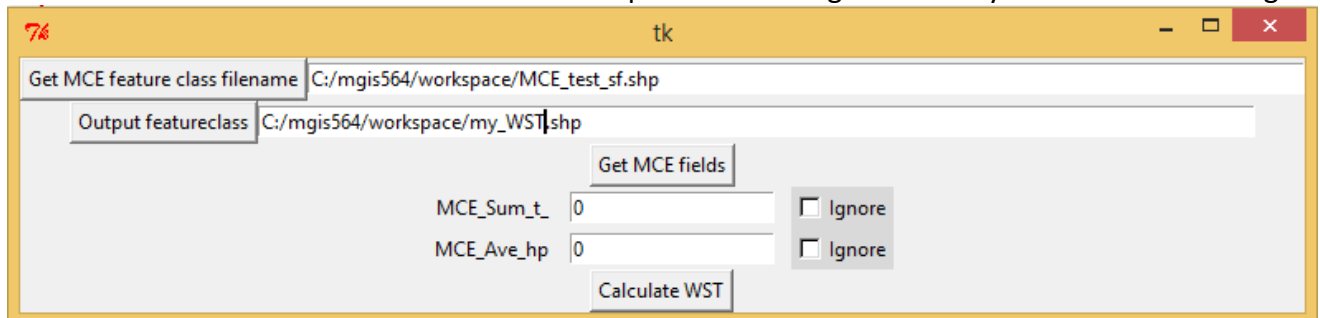 tk
Get MCE feature class filename C:/mgis564/workspace/MCE_test_sf.shp
Output featureclass C:/mgis564/workspace/my_WST.shp
Get MCE fields
MCE_Sum_t_ 0 Ignore
MCE_Ave_hp 0 Ignore
Calculate WST